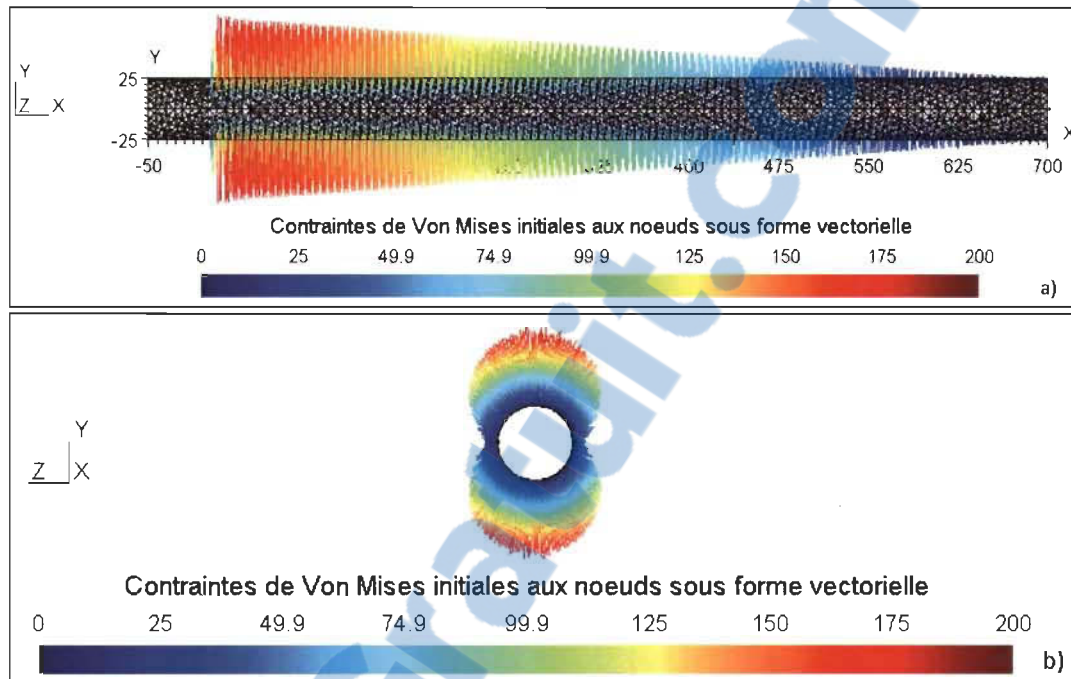 Y
Y
25
Z X
-25
X
-50
400 475 550 625 700
Contraintes de Von Mises initiales aux noeuds sous forme vectorielle
0 25 49.9 74.9 99.9 125 150 175 200
a)
Y
Z X
Contraintes de Von Mises initiales aux noeuds sous forme vectorielle
0 25 49.9 74.9 99.9 125 150 175 200
b)